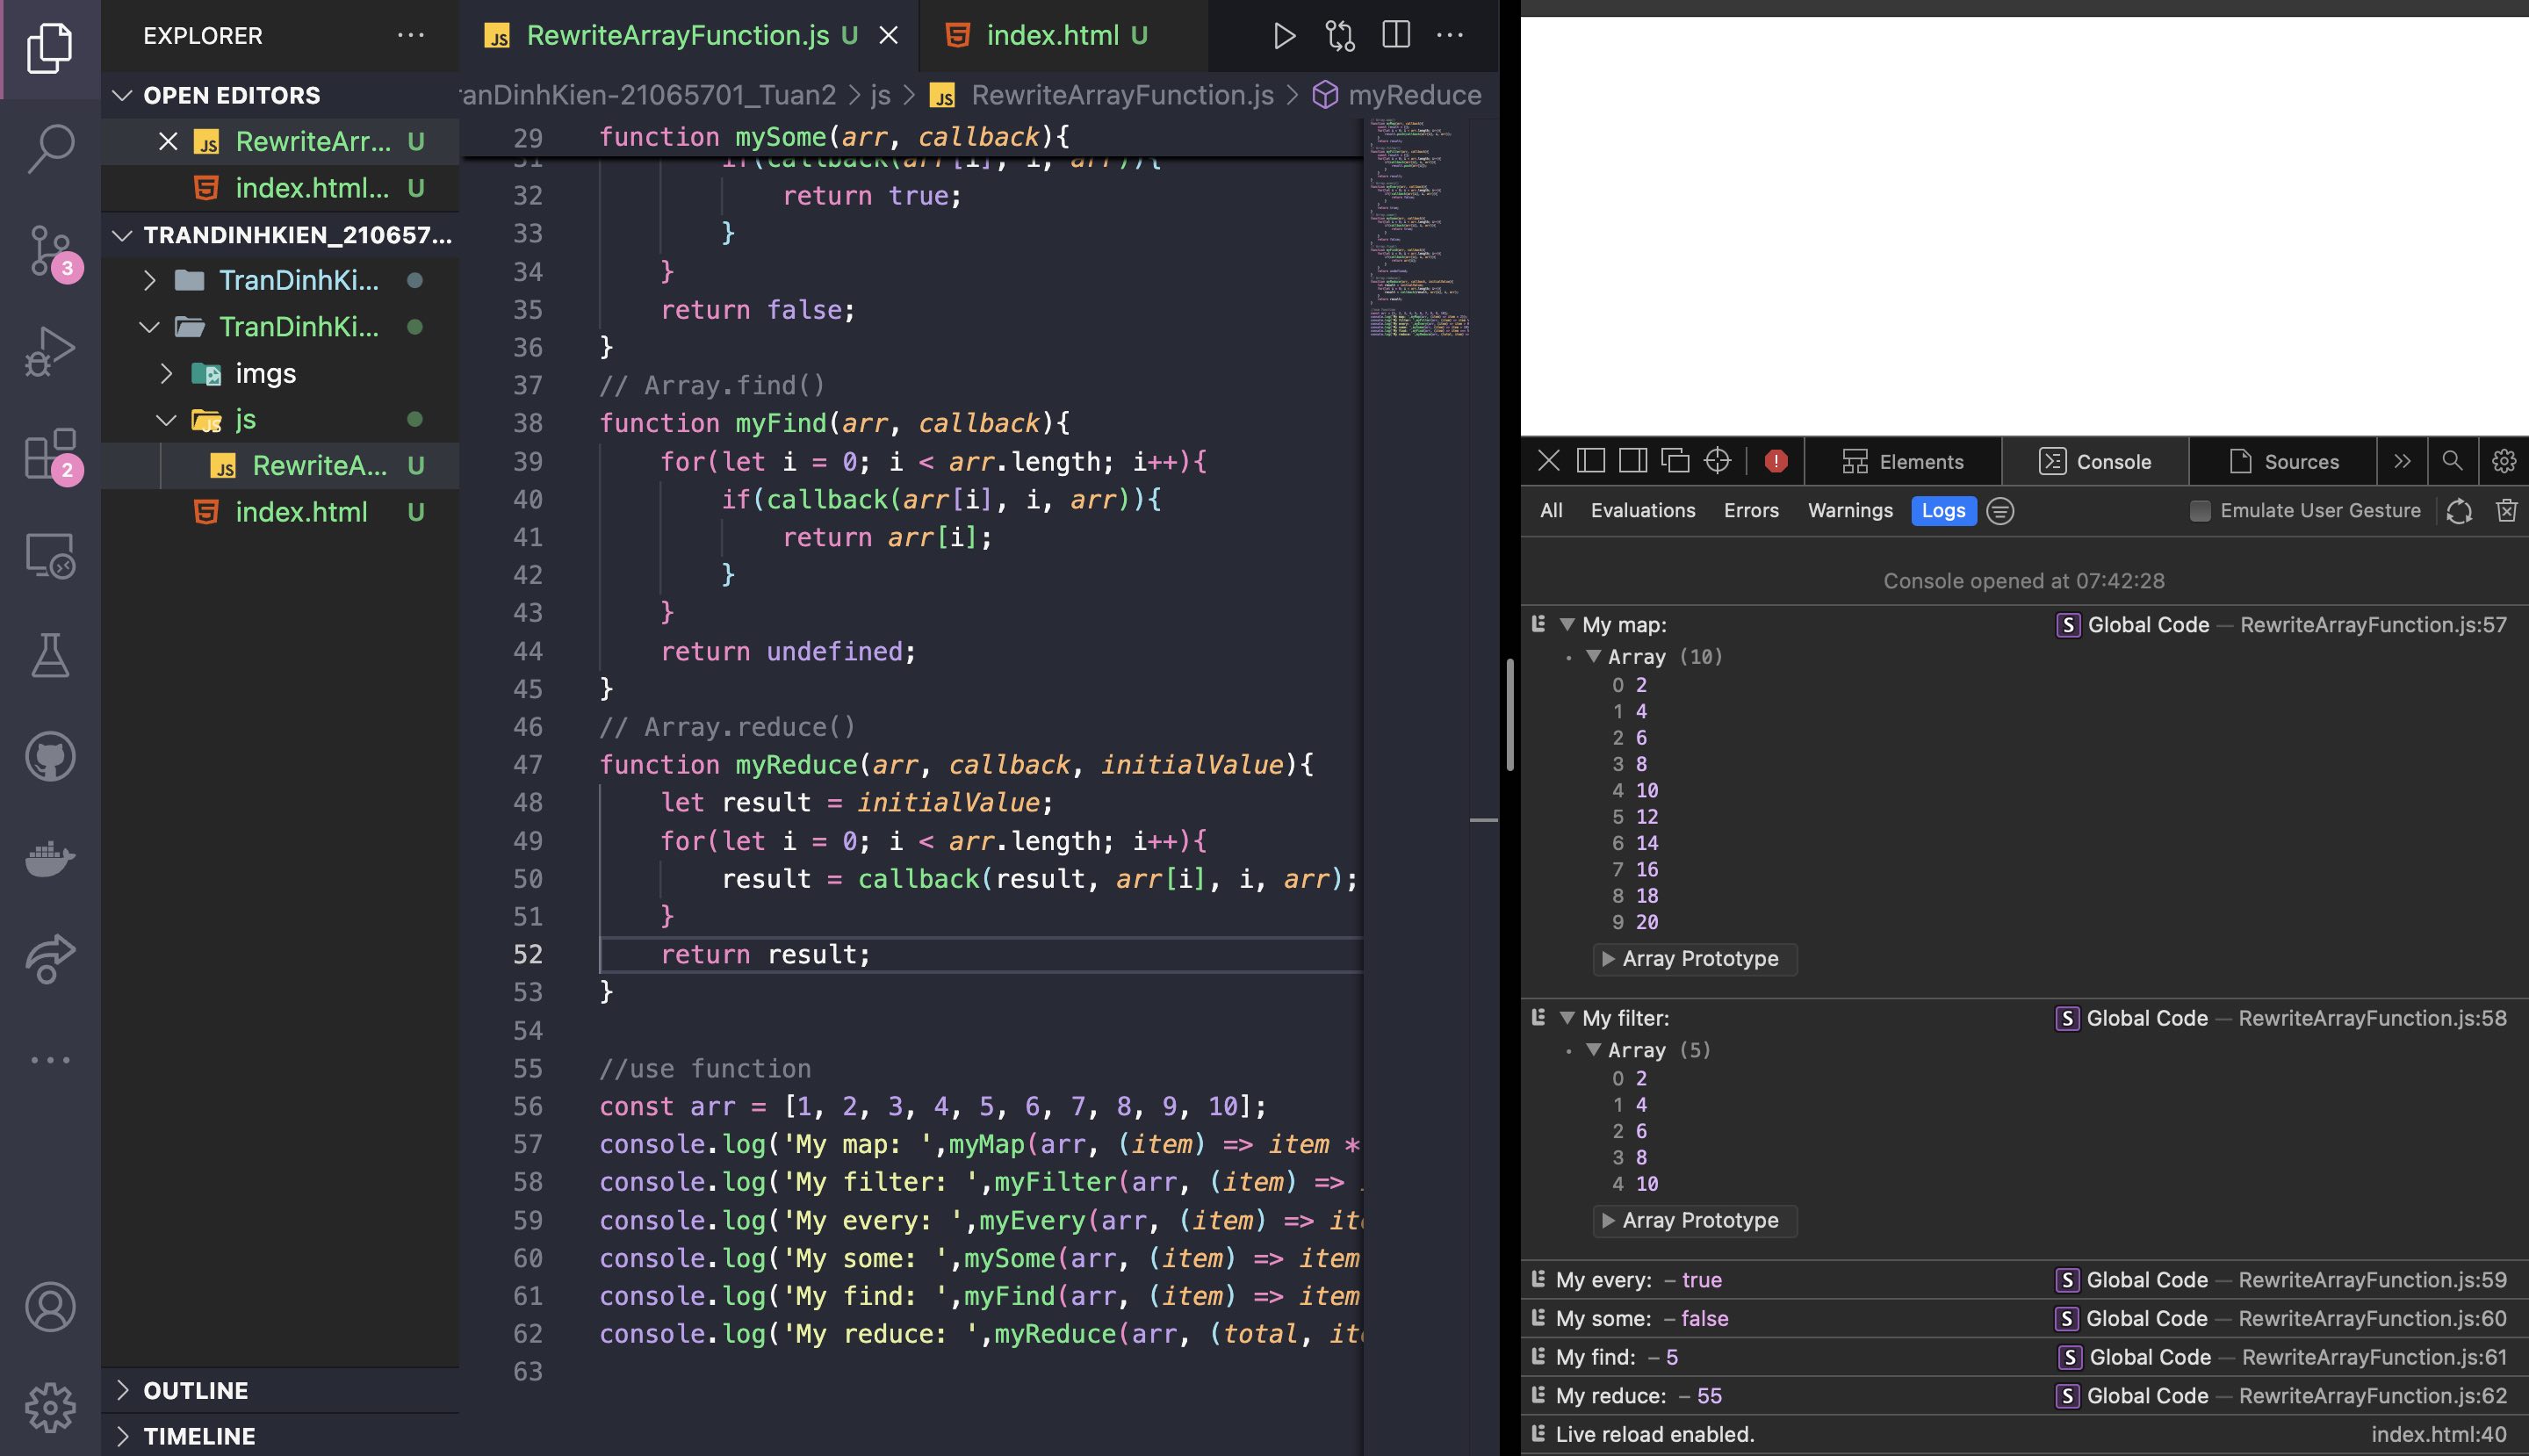 EXPLORER
OPEN EDITORS
RewriteArr... U
index.html... U
TRANDINHKIEN_210657...
TranDinhKi...
TranDinhKi...
imgs
js
RewriteA... U
index.html U
OUTLINE
TIMELINE
3
2
RewriteArrayFunction.js U
index.html U
ranDinhKien-21065701_Tuan2 > js > JS RewriteArrayFunction.js > myReduce
29 function mySome(arr, callback){
31 if(callback(arr[i], i, arr)){
32 return true;
33 }
34 }
35 return false;
36 }
37 // Array.find()
38 function myFind(arr, callback){
39 for(let i = 0; i < arr.length; i++){
40 if(callback(arr[i], i, arr)){
41 return arr[i];
42 }
43 }
44 return undefined;
45 }
46 // Array.reduce()
47 function myReduce(arr, callback, initialValue){
48 let result = initialValue;
49 for(let i = 0; i < arr.length; i++){
50 result = callback(result, arr[i], i, arr);
51 }
52 return result;
53 }
54
55 //use function
56 const arr = [1, 2, 3, 4, 5, 6, 7, 8, 9, 10];
57 console.log('My map: ',myMap(arr, (item) => item *
58 console.log('My filter: ',myFilter(arr, (item) =>
59 console.log('My every: ',myEvery(arr, (item) => ite
60 console.log('My some: ',mySome(arr, (item) => item
61 console.log('My find: ',myFind(arr, (item) => item
62 console.log('My reduce: ',myReduce(arr, (total, ite
63
Elements Console Sources
All Evaluations Errors Warnings Logs Emulate User Gesture
Console opened at 07:42:28
My map: S Global Code — RewriteArrayFunction.js:57
Array (10)
0 2
1 4
2 6
3 8
4 10
5 12
6 14
7 16
8 18
9 20
Array Prototype
My filter: S Global Code — RewriteArrayFunction.js:58
Array (5)
0 2
1 4
2 6
3 8
4 10
Array Prototype
My every: – true S Global Code — RewriteArrayFunction.js:59
My some: – false S Global Code — RewriteArrayFunction.js:60
My find: – 5 S Global Code — RewriteArrayFunction.js:61
My reduce: – 55 S Global Code — RewriteArrayFunction.js:62
Live reload enabled. index.html:40